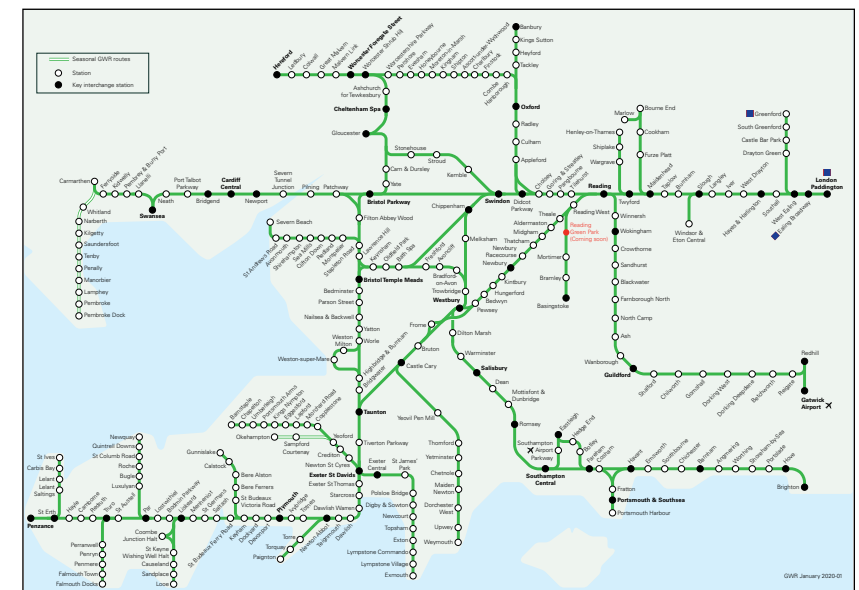 Seasonal GWR routes
Station
Key interchange station
Hereford
Ledbury
Colwall
Great Malvern
Malvern Link
Worcester Foregate Street
Worcester Shrub Hill
Worcestershire Parkway
Pershore
Evesham
Honeybourne
Moreton-in-Marsh
Kingham
Shipton
Ascott-under-Wychwood
Charlbury
Finstock
Combe
Hanborough
Banbury
Kings Sutton
Heyford
Tackley
Oxford
Radley
Culham
Appleford
Didcot
Parkway
Ashchurch
for Tewkesbury
Cheltenham Spa
Gloucester
Stonehouse
Stroud
Kemble
Cam & Dursley
Yate
Bristol Parkway
Swindon
Cholsey
Goring & Streatley
Pangbourne
Tilehurst
Reading
Twyford
Maidenhead
Taplow
Burnham
Slough
Langley
Iver
West Drayton
Hayes & Harlington
Southall
West Ealing
Ealing Broadway
London
Paddington
Greenford
South Greenford
Castle Bar Park
Drayton Green
Windsor &
Eton Central
Marlow
Bourne End
Cookham
Furze Platt
Henley-on-Thames
Shiplake
Wargrave
Carmarthen
Ferryside
Kidwelly
Pembrey & Burry Port
Llanelli
Swansea
Neath
Port Talbot
Parkway
Bridgend
Cardiff
Central
Newport
Severn
Tunnel
Junction
Pilning
Patchway
Whitland
Narberth
Kilgetty
Saundersfoot
Tenby
Penally
Manorbier
Lamphey
Pembroke
Pembroke Dock
Severn Beach
St Andrews Road
Avonmouth
Shirehampton
Sea Mills
Clifton Down
Redland
Montpelier
Stapleton Road
Lawrence Hill
Filton Abbey Wood
Keynsham
Oldfield Park
Bath Spa
Freshford
Avoncliff
Bradford-
on-Avon
Trowbridge
Chippenham
Melksham
Westbury
Bristol Temple Meads
Bedminster
Parson Street
Nailsea & Backwell
Yatton
Worle
Weston
Milton
Weston-super-Mare
Highbridge & Burnham
Bridgwater
Taunton
Tiverton Parkway
Reading West
Theale
Aldermaston
Midgham
Thatcham
Newbury
Racecourse
Newbury
Kintbury
Hungerford
Bedwyn
Pewsey
Reading
Green Park
(Coming soon)
Mortimer
Bramley
Basingstoke
Winnersh
Wokingham
Crowthorne
Sandhurst
Blackwater
Farnborough North
North Camp
Ash
Wanborough
Guildford
Shalford
Chilworth
Gomshall
Dorking West
Dorking Deepdene
Betchworth
Reigate
Redhill
Gatwick
Airport
Frome
Bruton
Castle Cary
Dilton Marsh
Warminster
Salisbury
Dean
Mottisfont &
Dunbridge
Romsey
Southampton
Airport
Parkway
Eastleigh
Hedge End
Botley
Fareham
Cosham
Southampton
Central
Havant
Emsworth
Southbourne
Chichester
Barnham
Angmering
Worthing
Shoreham-by-Sea
Portslade
Hove
Brighton
Fratton
Portsmouth & Southsea
Portsmouth Harbour
Yeovil Pen Mill
Thornford
Yetminster
Chetnole
Maiden
Newton
Dorchester
West
Upwey
Weymouth
Barnstaple
Chapelton
Umberleigh
Portsmouth Arms
Kings Nympton
Eggesford
Lapford
Morchard Road
Copplestone
Okehampton
Sampford
Courtenay
Yeoford
Crediton
Newton St Cyres
Exeter St Davids
Exeter
Central
St James'
Park
Exeter St Thomas
Starcross
Dawlish Warren
Dawlish
Teignmouth
Newton Abbot
Torre
Torquay
Paignton
Totnes
Ivybridge
Plymouth
Polsloe Bridge
Digby & Sowton
Newcourt
Topsham
Exton
Lympstone Commando
Lympstone Village
Exmouth
Gunnislake
Calstock
Bere Alston
Bere Ferrers
St Budeaux
Victoria Road
Devonport
Dockyard
Keyham
St Budeaux Ferry Road
Saltash
St Germans
Menheniot
Liskeard
Bodmin Parkway
Lostwithiel
Par
Newquay
Quintrell Downs
St Columb Road
Roche
Bugle
Luxulyan
St Austell
Truro
Redruth
Camborne
Hayle
St Erth
Penzance
St Ives
Carbis Bay
Lelant
Lelant
Saltings
Perranwell
Penryn
Penmere
Falmouth Town
Falmouth Docks
Coombe
Junction Halt
St Keyne
Wishing Well Halt
Causeland
Sandplace
Looe
GWR January 2020-01